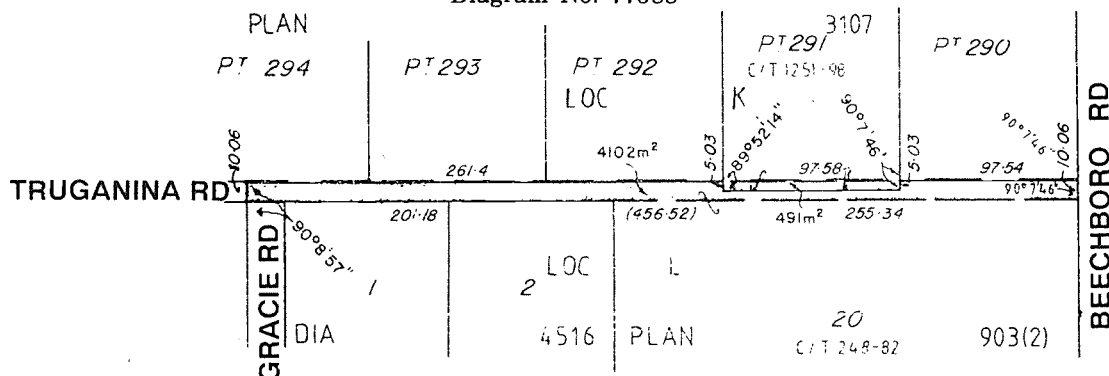 PLAN 3107
PT 294 PT 293 PT 292 PT 291 PT 290
C/T 1251-98
LOC K
10·06 5·03 89°52'14" 90°7'46" 5·03 90°7'46" 10·06
4102m²
261·4 97·58 97·54
TRUGANINA RD
90°7'46"
201·18 (456·52) 491m² 255·34
90°8'57"
GRACIE RD
BEECHBORO RD
1 2 LOC L
DIA 4516 PLAN 20 903(2)
C/T 248-82